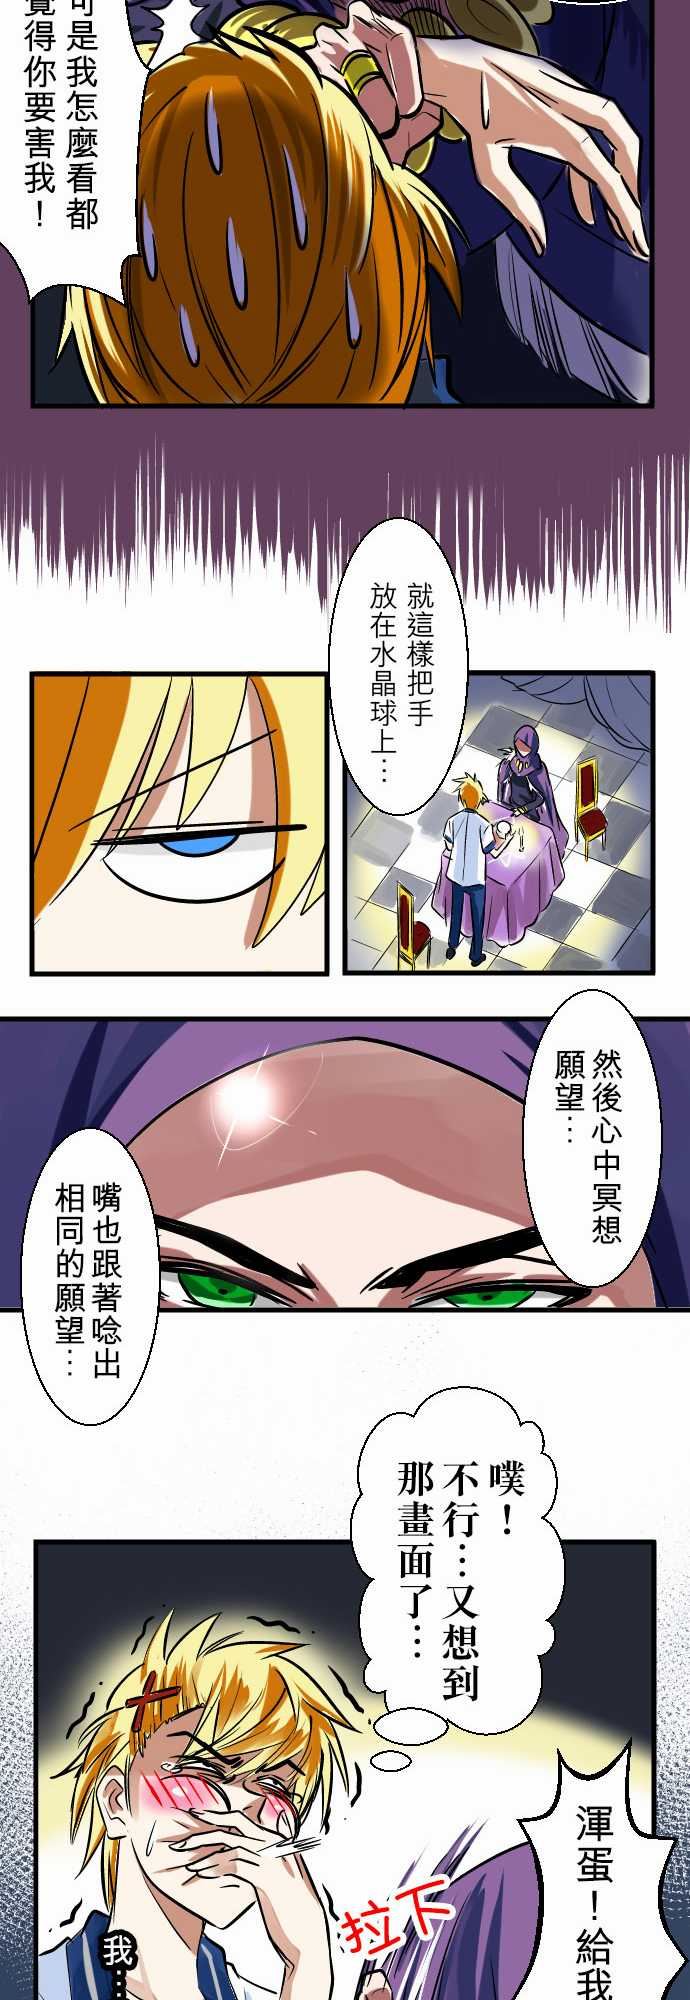 可是我怎麼看都
覺得你要害我！
就這樣把手
放在水晶球上…
然後心中冥想
願望…
嘴也跟著唸出
相同的願望…
噗！
不行…又想到
那畫面了…
渾蛋！給我
拉下
我…